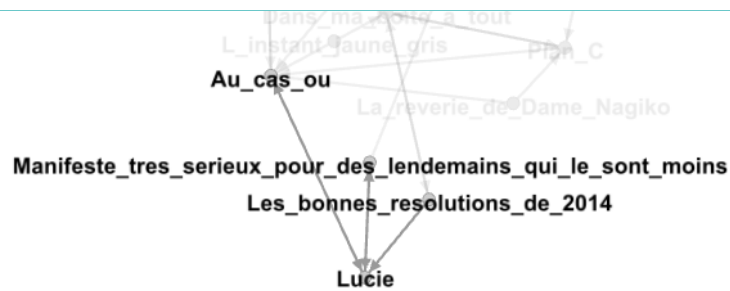 Dans_ma_boite_a_tout
L_instant_jaune_gris
Plan_C
Au_cas_ou
La_reverie_de_Dame_Nagiko
Manifeste_tres_serieux_pour_des_lendemains_qui_le_sont_moins
Les_bonnes_resolutions_de_2014
Lucie